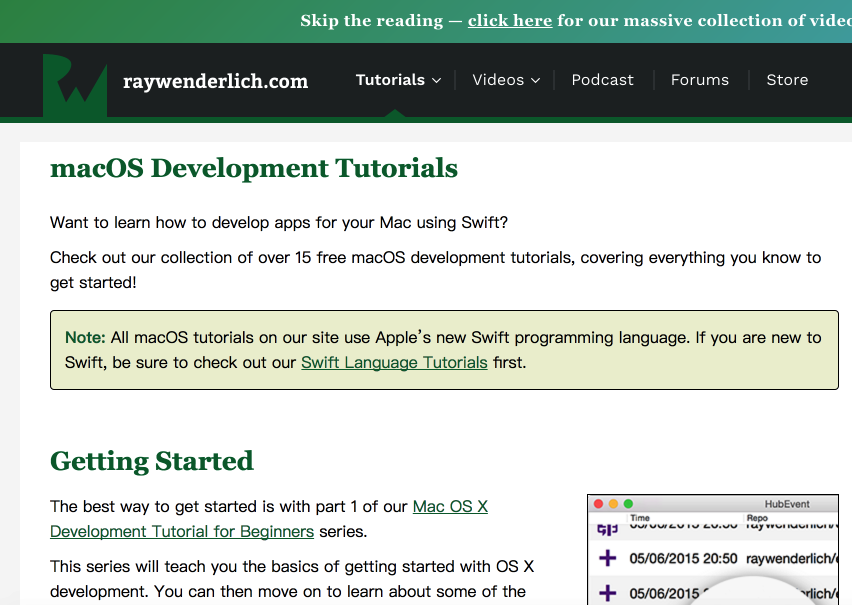 Skip the reading — click here for our massive collection of
raywenderlich.com Tutorials Videos Podcast Forums Store
macOS Development Tutorials
Want to learn how to develop apps for your Mac using Swift?
Check out our collection of over 15 free macOS development tutorials, covering everything you know to
get started!
Note: All macOS tutorials on our site use Apple's new Swift programming language. If you are new to
Swift, be sure to check out our Swift Language Tutorials first.
Getting Started
The best way to get started is with part 1 of our Mac OS X
Development Tutorial for Beginners series.
This series will teach you the basics of getting started with OS X
development. You can then move on to learn about some of the
HubEvent
Time Repo
05/06/2015 20:50 raywenderlich/
05/06/2015